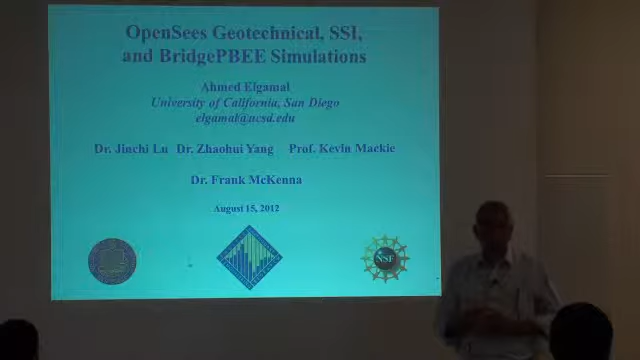 OpenSees Geotechnical, SSI,
and BridgePBEE Simulations
Ahmed Elgamal
University of California, San Diego
elgamal@ucsd.edu
Dr. Jinchi Lu Dr. Zhaohui Yang Prof. Kevin Mackie
Dr. Frank McKenna
August 15, 2012
NSF